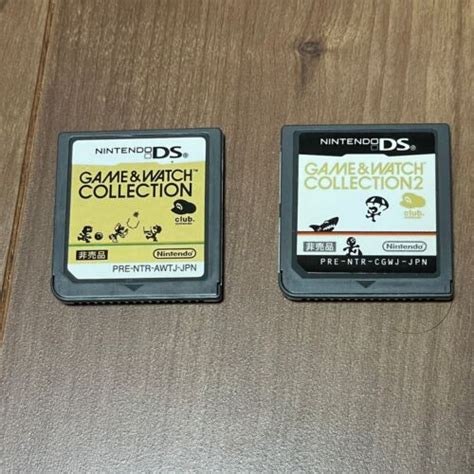 NINTENDO DS
GAME & WATCH
COLLECTION
club.
非売品
Nintendo
PRE-NTR-AWTJ-JPN
NINTENDO DS
GAME & WATCH
COLLECTION 2
club.
非売品
Nintendo
PRE-NTR-CGWJ-JPN